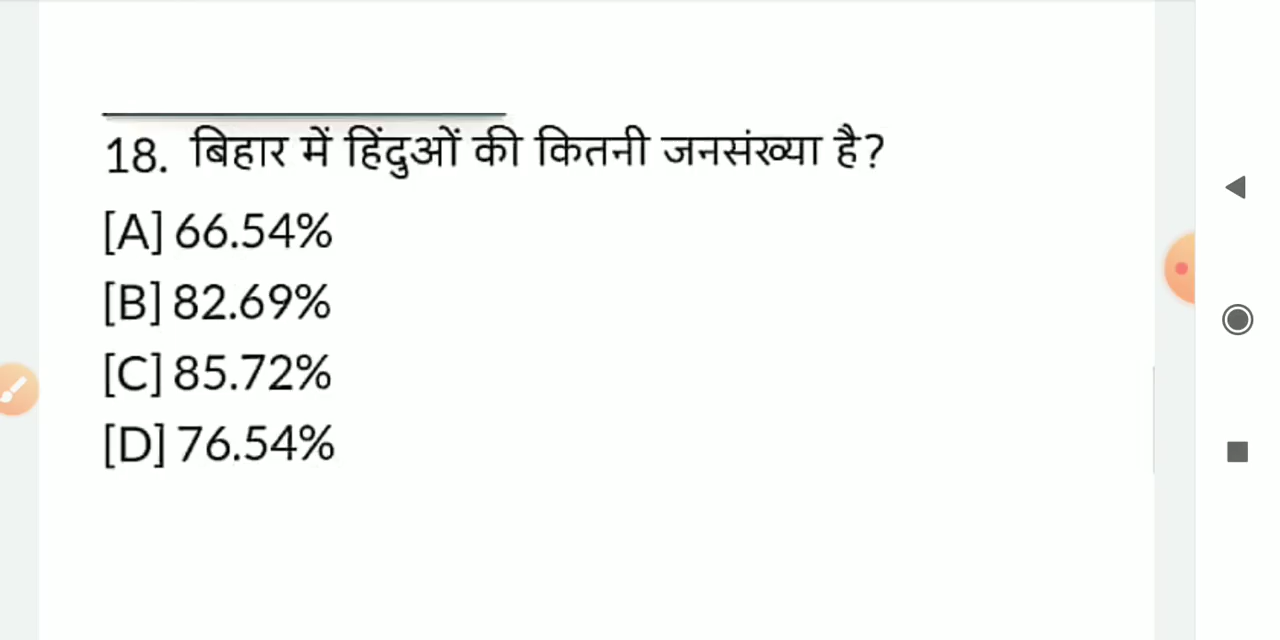 18. बिहार में हिंदुओं की कितनी जनसंख्या है?
[A] 66.54%
[B] 82.69%
[C] 85.72%
[D] 76.54%